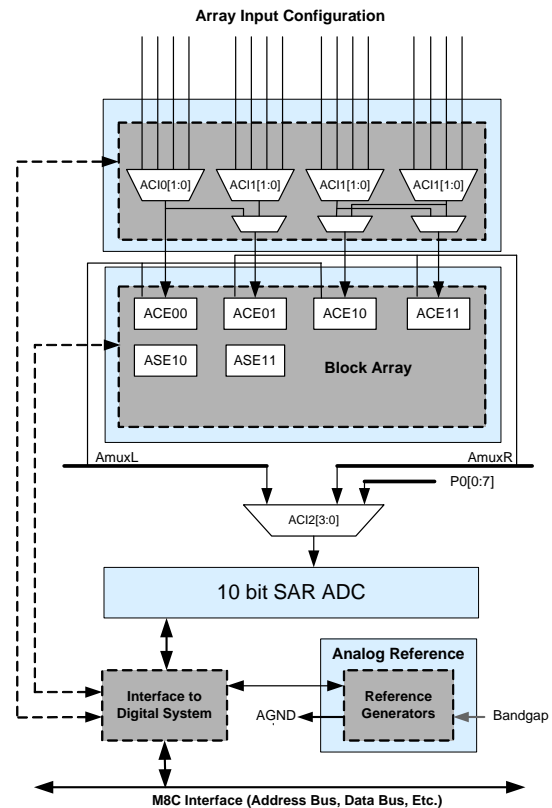 Array Input Configuration
ACI0[1:0]
ACI1[1:0]
ACI1[1:0]
ACI1[1:0]
ACE00
ACE01
ACE10
ACE11
ASE10
ASE11
Block Array
AmuxL
AmuxR
P0[0:7]
ACI2[3:0]
10 bit SAR ADC
Analog Reference
Interface to
Digital System
Reference
Generators
AGND
Bandgap
M8C Interface (Address Bus, Data Bus, Etc.)